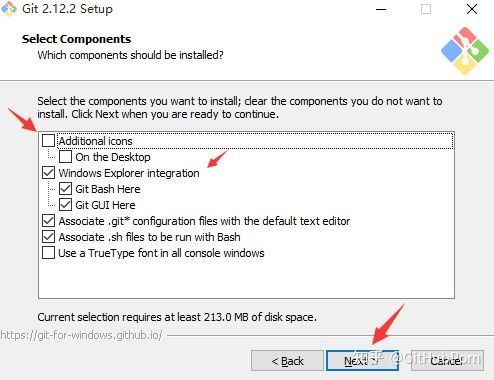 Git 2.12.2 Setup
Select Components
Which components should be installed?
Select the components you want to install; clear the components you do not want to
install. Click Next when you are ready to continue.
Additional icons
On the Desktop
Windows Explorer integration
Git Bash Here
Git GUI Here
Associate .git* configuration files with the default text editor
Associate .sh files to be run with Bash
Use a TrueType font in all console windows
Current selection requires at least 213.0 MB of disk space.
https://git-for-windows.github.io/
< Back
Next >
Cancel
知乎 @GitHubPorn